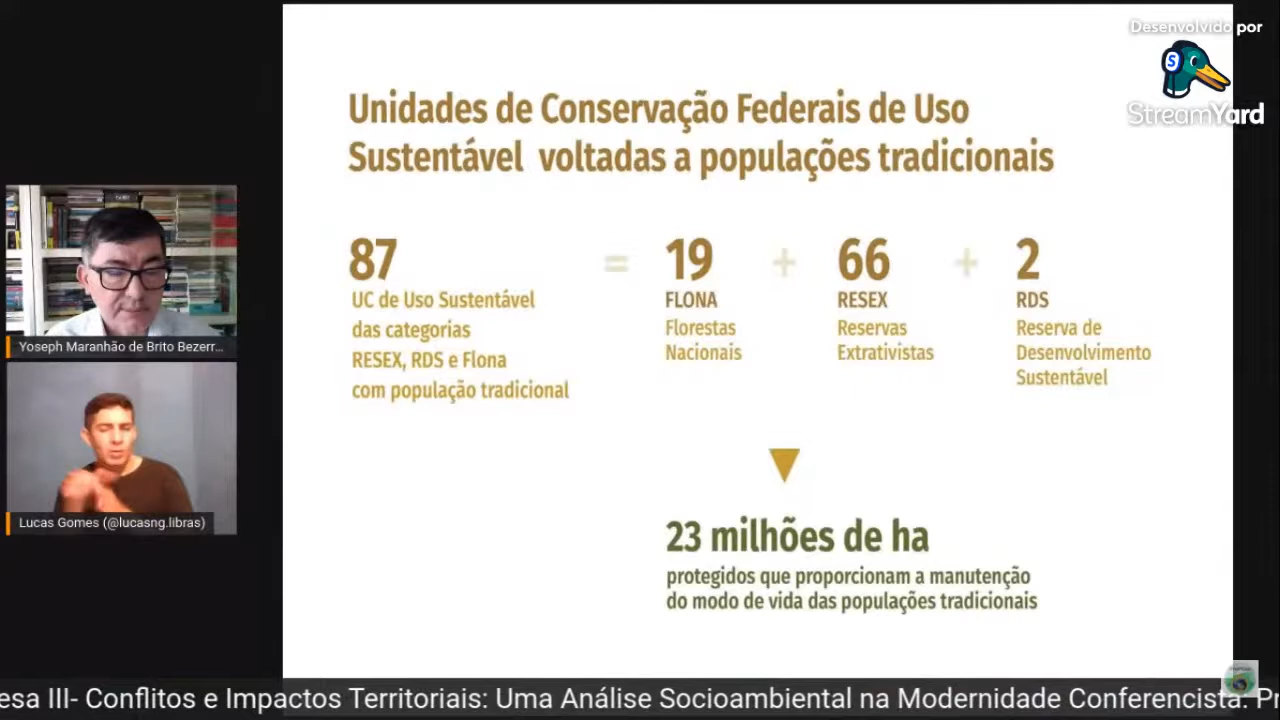 Desenvolvido por
StreamYard
Unidades de Conservação Federais de Uso
Sustentável voltadas a populações tradicionais
87 = 19 + 66 + 2
UC de Uso Sustentável
das categorias
RESEX, RDS e Flona
com população tradicional
FLONA
Florestas
Nacionais
RESEX
Reservas
Extrativistas
RDS
Reserva de
Desenvolvimento
Sustentável
23 milhões de ha
protegidos que proporcionam a manutenção
do modo de vida das populações tradicionais
Yoseph Maranhão de Brito Bezerr...
Lucas Gomes (@lucasng.libras)
esa III- Conflitos e Impactos Territoriais: Uma Análise Socioambiental na Modernidade Conferencista: Pr